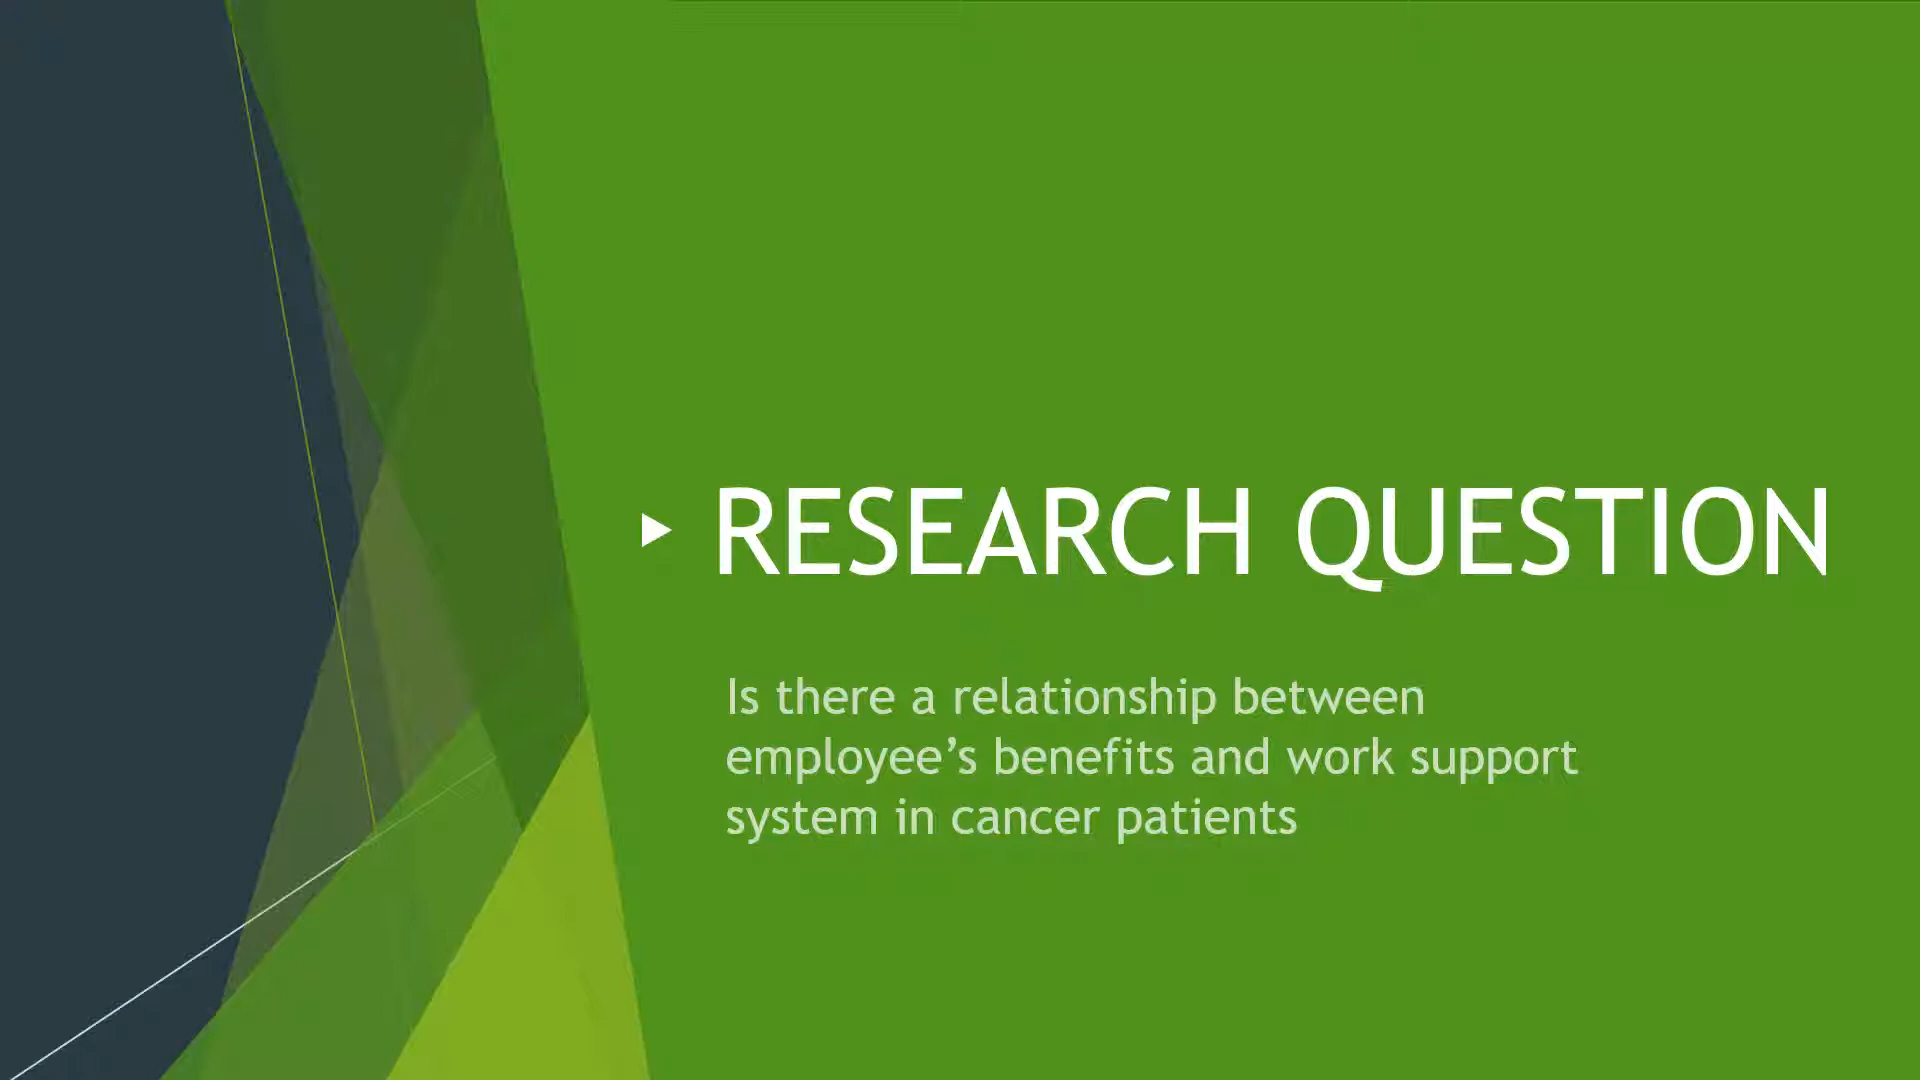 RESEARCH QUESTION
Is there a relationship between
employee’s benefits and work support
system in cancer patients